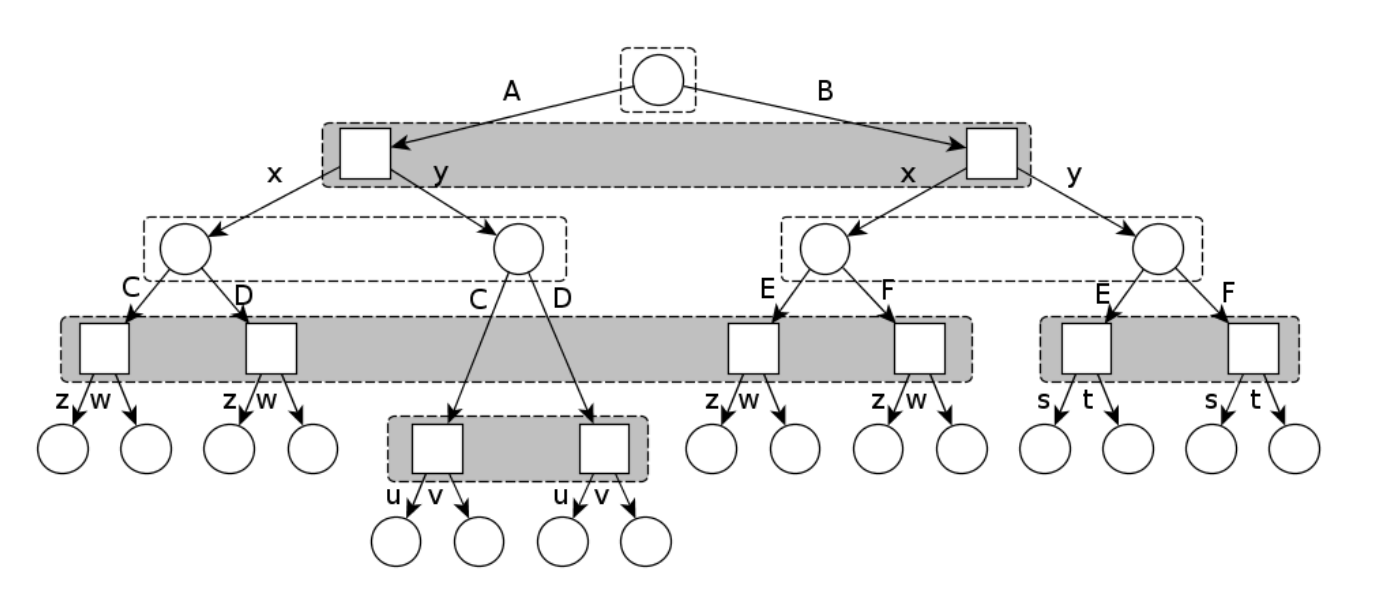 A B
x y x y
C D C D E F E F
z w z w z w z w s t s t
u v u v